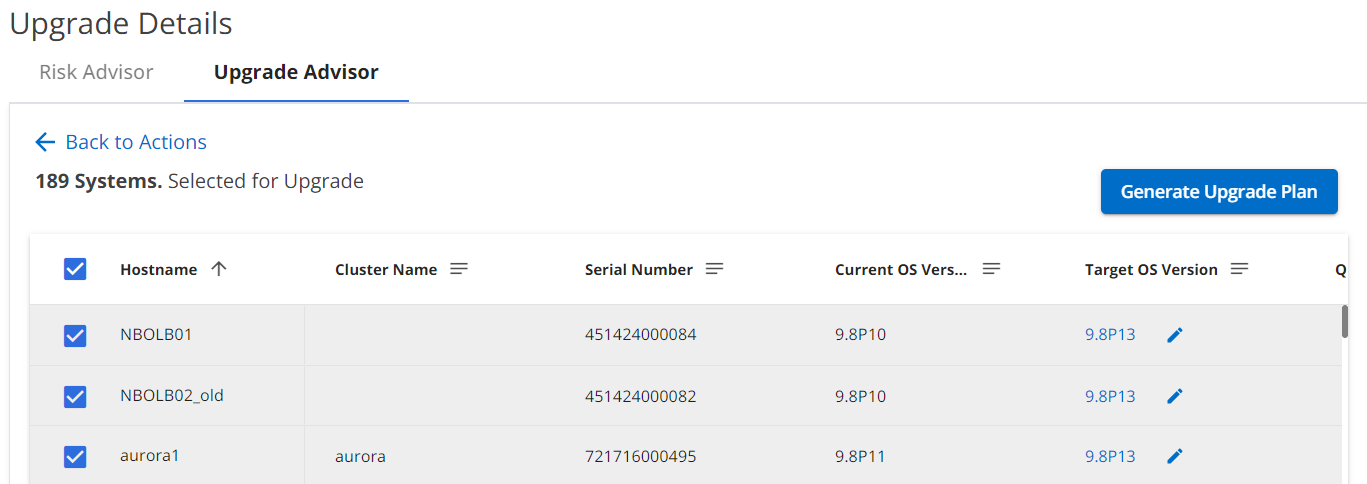 Upgrade Details
Risk Advisor Upgrade Advisor
Back to Actions
189 Systems. Selected for Upgrade
Generate Upgrade Plan
Hostname Cluster Name Serial Number Current OS Vers... Target OS Version Q
NBOLB01 451424000084 9.8P10 9.8P13
NBOLB02_old 451424000082 9.8P10 9.8P13
aurora1 aurora 721716000495 9.8P11 9.8P13